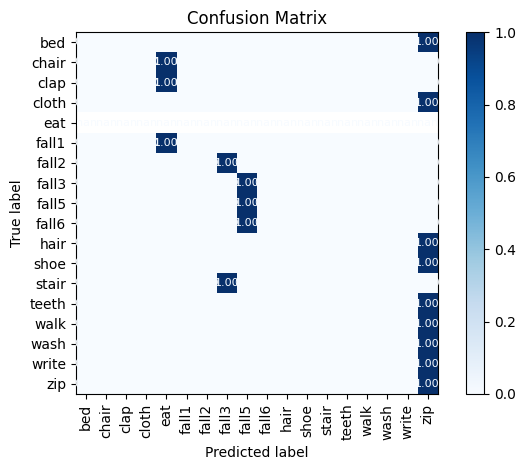 Confusion Matrix
bed 1.00
chair 1.00
clap 1.00
cloth 1.00
eat
fall1 1.00
fall2 1.00
fall3 1.00
fall5 1.00
fall6 1.00
hair 1.00
shoe 1.00
stair 1.00
teeth 1.00
walk 1.00
wash 1.00
write 1.00
zip 1.00
True label
bed chair clap cloth eat fall1 fall2 fall3 fall5 fall6 hair shoe stair teeth walk wash write zip
Predicted label
1.0
0.8
0.6
0.4
0.2
0.0